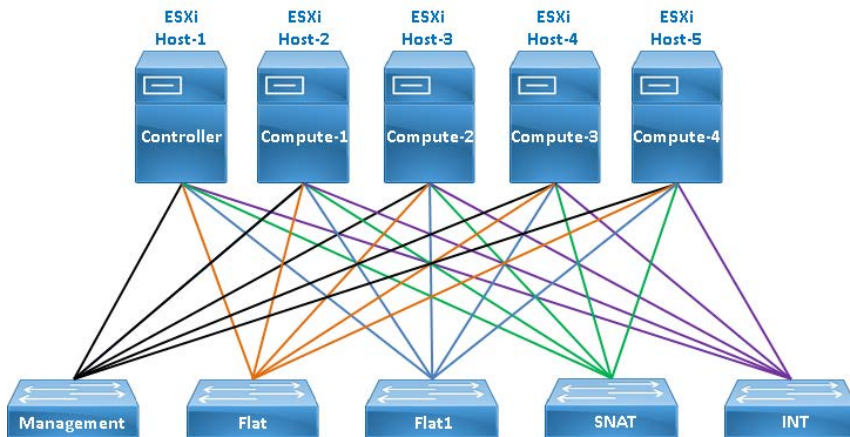 ESXi
Host-1
ESXi
Host-2
ESXi
Host-3
ESXi
Host-4
ESXi
Host-5
Controller
Compute-1
Compute-2
Compute-3
Compute-4
Management
Flat
Flat1
SNAT
INT